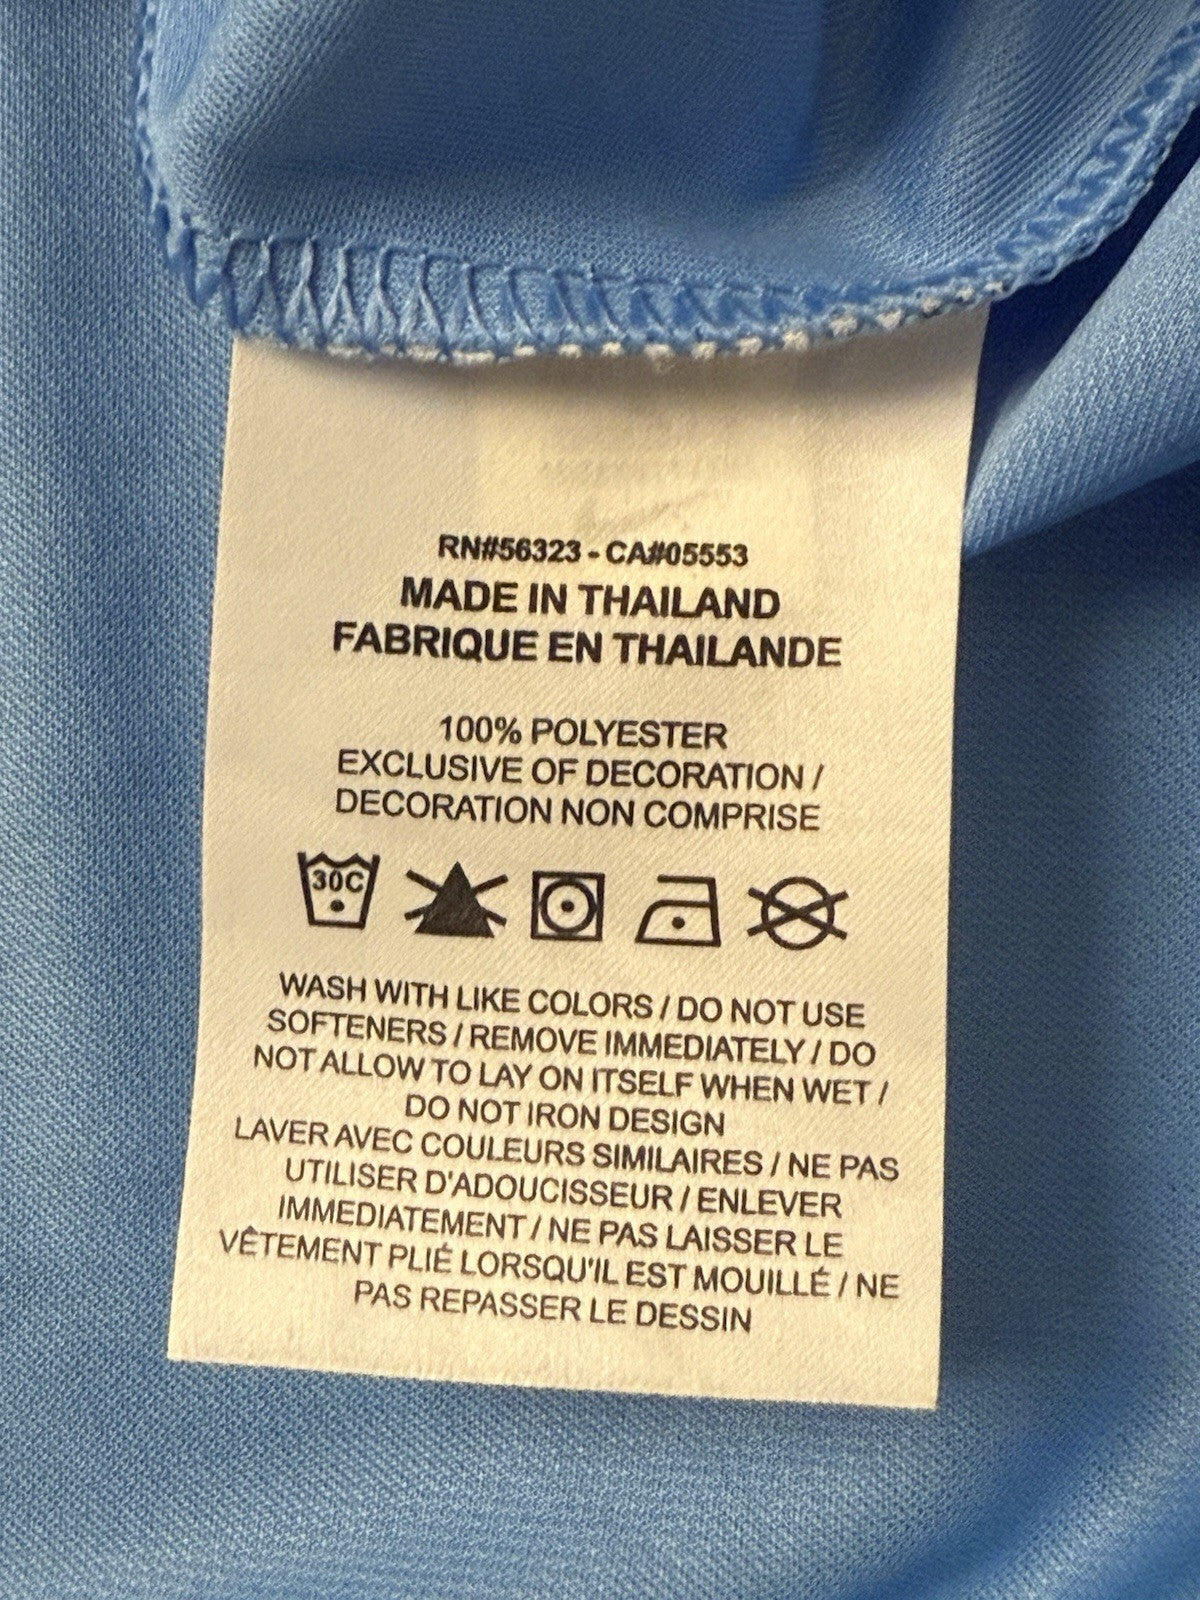 RN#56323 - CA#05553
MADE IN THAILAND
FABRIQUE EN THAILANDE
100% POLYESTER
EXCLUSIVE OF DECORATION /
DECORATION NON COMPRISE
30C
WASH WITH LIKE COLORS / DO NOT USE
SOFTENERS / REMOVE IMMEDIATELY / DO
NOT ALLOW TO LAY ON ITSELF WHEN WET /
DO NOT IRON DESIGN
LAVER AVEC COULEURS SIMILAIRES / NE PAS
UTILISER D'ADOUCISSEUR / ENLEVER
IMMEDIATEMENT / NE PAS LAISSER LE
VÊTEMENT PLIÉ LORSQU'IL EST MOUILLÉ / NE
PAS REPASSER LE DESSIN